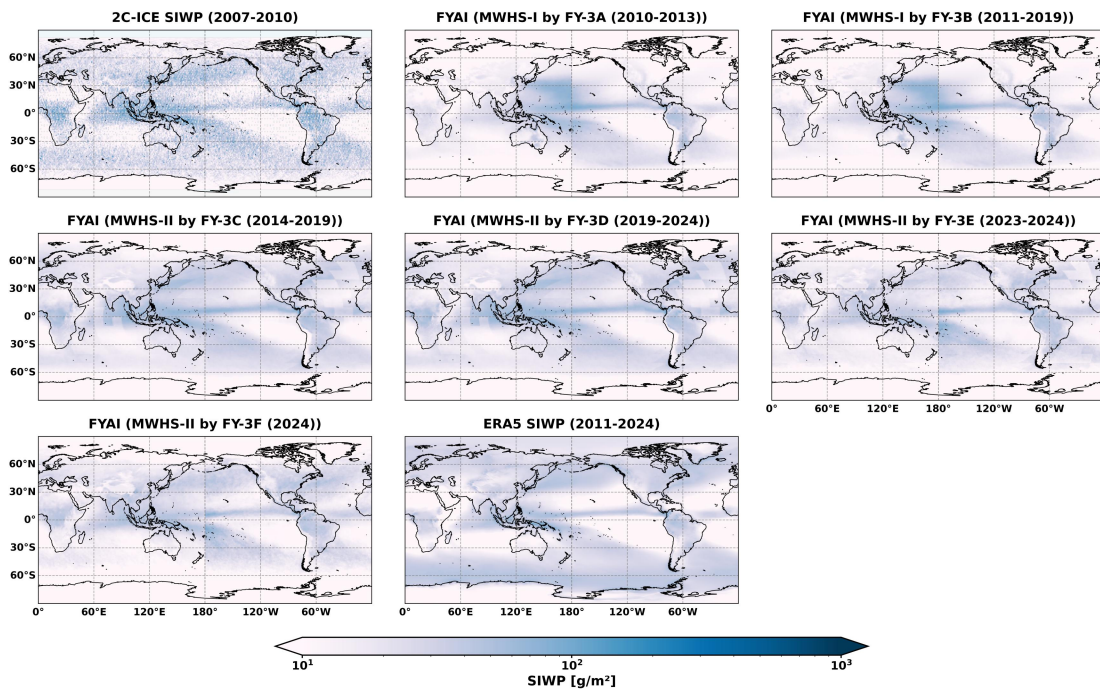 2C-ICE SIWP (2007-2010)
FYAI (MWHS-I by FY-3A (2010-2013))
FYAI (MWHS-I by FY-3B (2011-2019))
60°N
30°N
0°
30°S
60°S
FYAI (MWHS-II by FY-3C (2014-2019))
FYAI (MWHS-II by FY-3D (2019-2024))
FYAI (MWHS-II by FY-3E (2023-2024))
60°N
30°N
0°
30°S
60°S
0° 60°E 120°E 180° 120°W 60°W
FYAI (MWHS-II by FY-3F (2024))
ERA5 SIWP (2011-2024)
60°N
30°N
0°
30°S
60°S
0° 60°E 120°E 180° 120°W 60°W
0° 60°E 120°E 180° 120°W 60°W
10¹ 10² 10³
SIWP [g/m²]